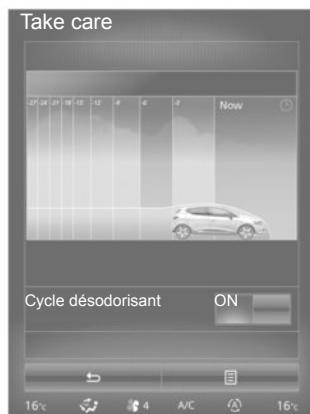 Take care
-27 -24 -21 -18 -15 -12 -9 -6 -3 Now
Cycle désodorisant ON
16°c 4 A/C 16°c